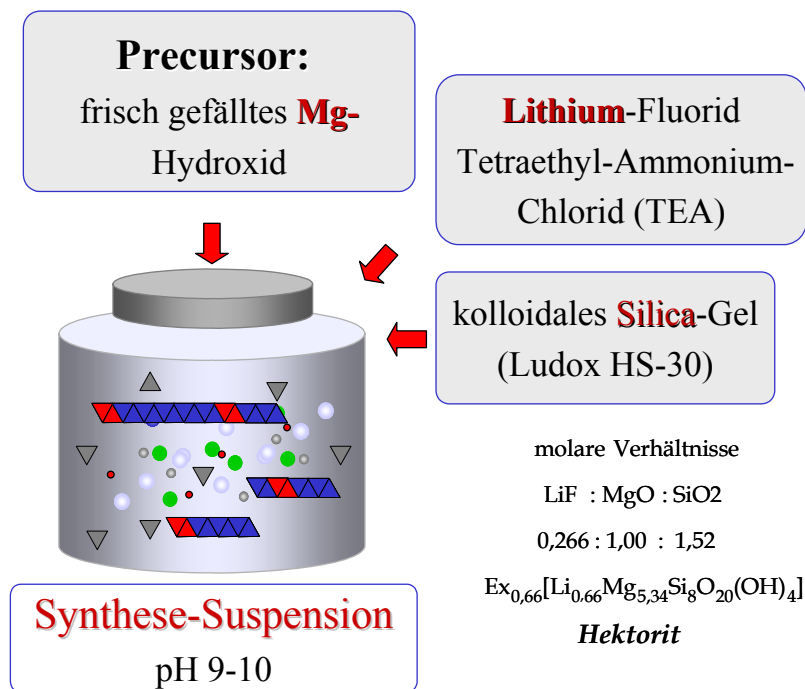 Precursor:
frisch gefälltes Mg-
Hydroxid
Lithium-Fluorid
Tetraethyl-Ammonium-
Chlorid (TEA)
kolloidales Silica-Gel
(Ludox HS-30)
molare Verhältnisse
LiF : MgO : SiO2
0,266 : 1,00 : 1,52
Ex0,66[Li0.66Mg5,34Si8O20(OH)4]
Hektorit
Synthese-Suspension
pH 9-10